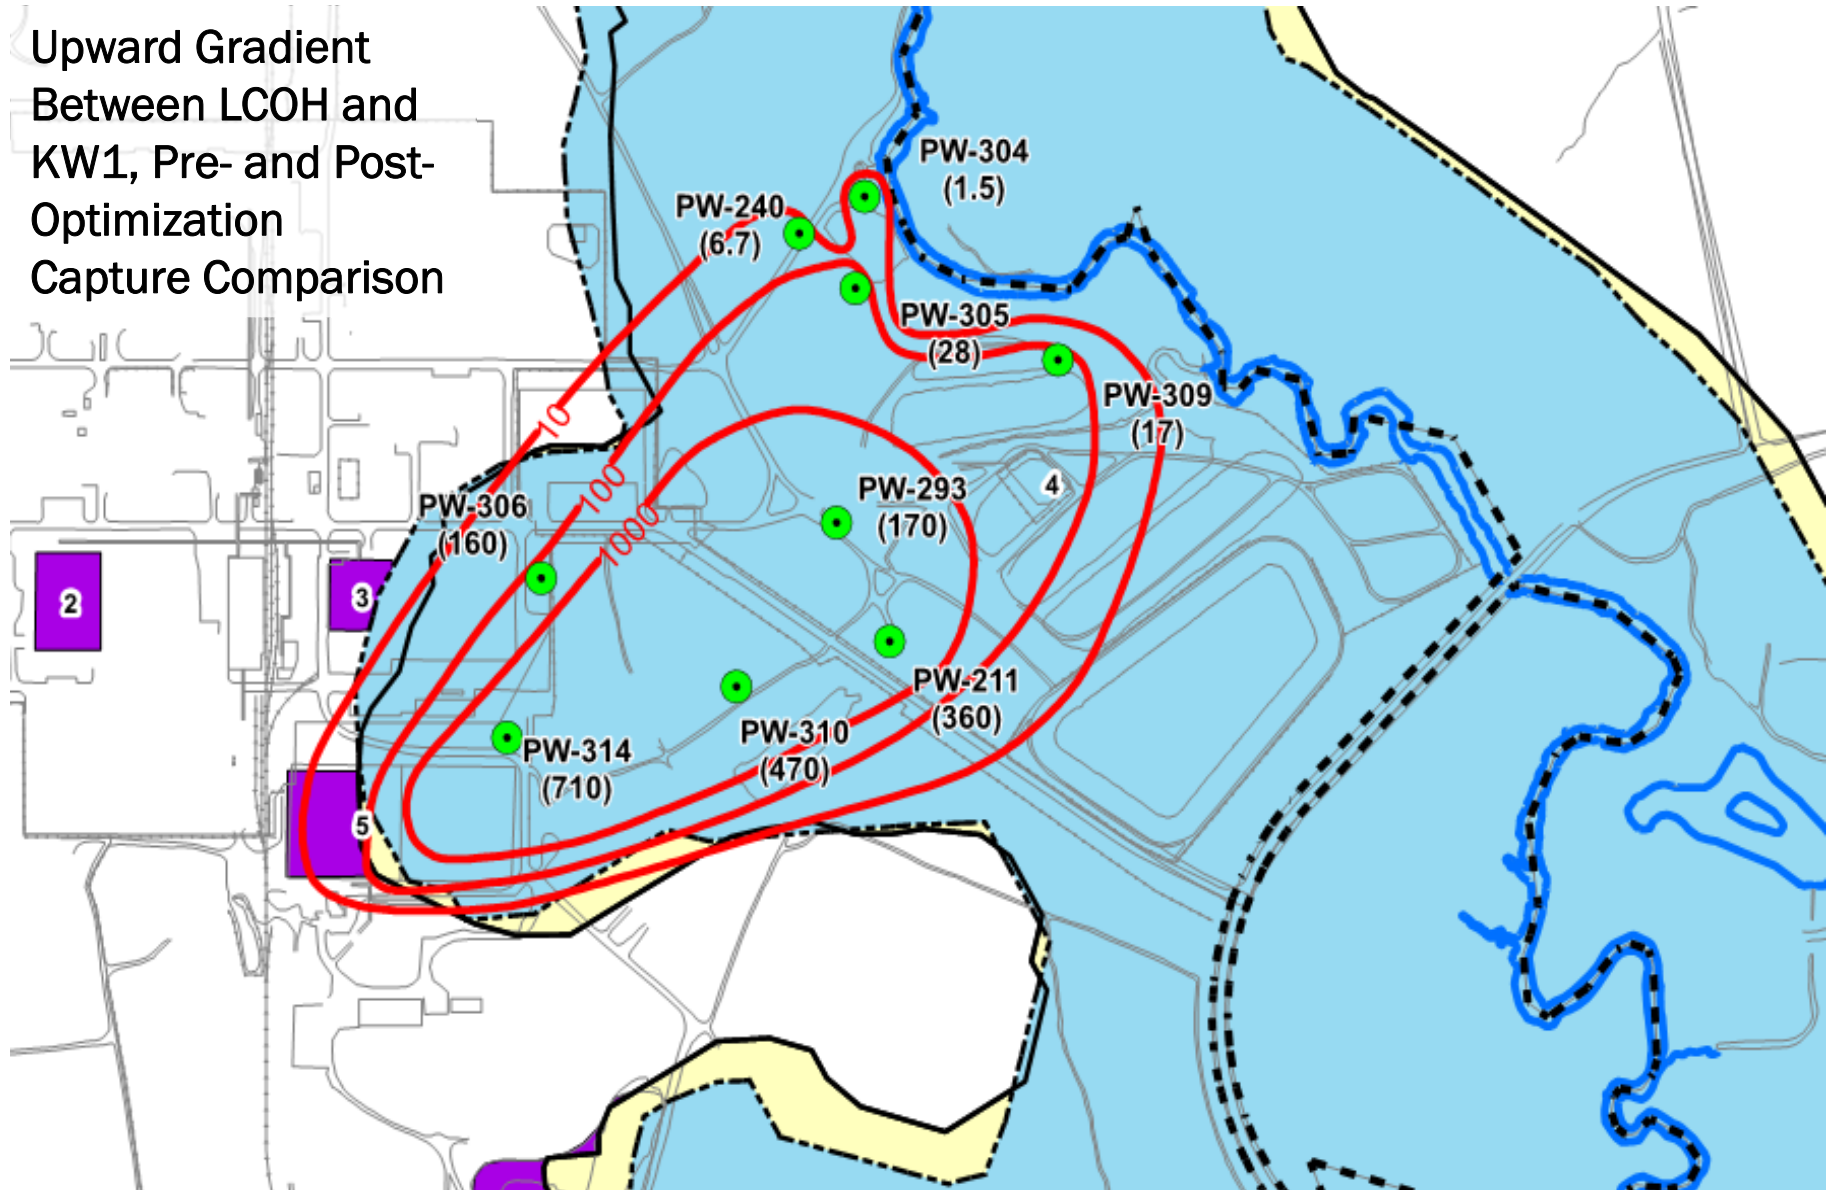 Upward Gradient
Between LCOH and
KW1, Pre- and Post-
Optimization
Capture Comparison
PW-304
(1.5)
PW-240
(6.7)
PW-305
(28)
PW-309
(17)
10
100
1000
PW-306
(160)
PW-293
(170)
4
2
3
PW-211
(360)
PW-310
(470)
PW-314
(710)
5